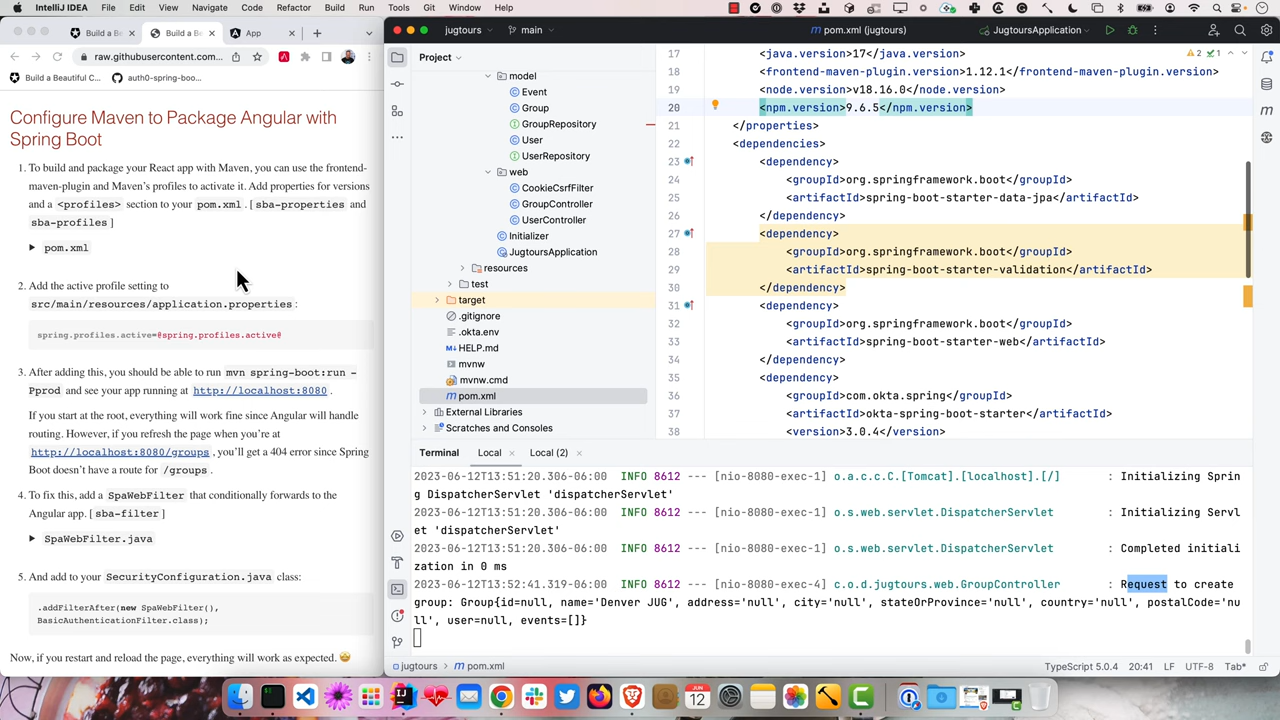 IntelliJ IDEA File Edit View Navigate Code Refactor Build Run Tools Git Window Help
Build a B... Build a B... App
raw.githubusercontent.com...
Build a Beautiful C... auth0-spring-boo...
Configure Maven to Package Angular with
Spring Boot
1. To build and package your React app with Maven, you can use the frontend-
maven-plugin and Maven's profiles to activate it. Add properties for versions
and a <profiles> section to your pom.xml. [sba-properties and
sba-profiles]
pom.xml
2. Add the active profile setting to
src/main/resources/application.properties:
spring.profiles.active=@spring.profiles.active@
3. After adding this, you should be able to run mvn spring-boot:run -
Pprod and see your app running at http://localhost:8080.
If you start at the root, everything will work fine since Angular will handle
routing. However, if you refresh the page when you're at
http://localhost:8080/groups, you'll get a 404 error since Spring
Boot doesn't have a route for /groups.
4. To fix this, add a SpaWebFilter that conditionally forwards to the
Angular app. [sba-filter]
SpaWebFilter.java
5. And add to your SecurityConfiguration.java class:
.addFilterAfter(new SpaWebFilter(),
BasicAuthenticationFilter.class);
Now, if you restart and reload the page, everything will work as expected. 🤩
jugtours main pom.xml (jugtours) JugtoursApplication
Project
model
Event
Group
GroupRepository
User
UserRepository
web
CookieCsrfFilter
GroupController
UserController
Initializer
JugtoursApplication
resources
test
target
.gitignore
.okta.env
HELP.md
mvnw
mvnw.cmd
pom.xml
External Libraries
Scratches and Consoles
2 1
17 <java.version>17</java.version>
18 <frontend-maven-plugin.version>1.12.1</frontend-maven-plugin.version>
19 <node.version>v18.16.0</node.version>
20 <npm.version>9.6.5</npm.version>
21 </properties>
22 <dependencies>
23 <dependency>
24 <groupId>org.springframework.boot</groupId>
25 <artifactId>spring-boot-starter-data-jpa</artifactId>
26 </dependency>
27 <dependency>
28 <groupId>org.springframework.boot</groupId>
29 <artifactId>spring-boot-starter-validation</artifactId>
30 </dependency>
31 <dependency>
32 <groupId>org.springframework.boot</groupId>
33 <artifactId>spring-boot-starter-web</artifactId>
34 </dependency>
35 <dependency>
36 <groupId>com.okta.spring</groupId>
37 <artifactId>okta-spring-boot-starter</artifactId>
38 <version>3.0.4</version>
Terminal Local Local (2)
2023-06-12T13:51:20.306-06:00 INFO 8612 --- [nio-8080-exec-1] o.a.c.c.C.[Tomcat].[localhost].[/] : Initializing Sprin
g DispatcherServlet 'dispatcherServlet'
2023-06-12T13:51:20.306-06:00 INFO 8612 --- [nio-8080-exec-1] o.s.web.servlet.DispatcherServlet : Initializing Servl
et 'dispatcherServlet'
2023-06-12T13:51:20.306-06:00 INFO 8612 --- [nio-8080-exec-1] o.s.web.servlet.DispatcherServlet : Completed initiali
zation in 0 ms
2023-06-12T13:52:41.319-06:00 INFO 8612 --- [nio-8080-exec-4] c.o.d.jugtours.web.GroupController : Request to create
group: Group{id=null, name='Denver JUG', address='null', city='null', stateOrProvince='null', country='null', postalCode='nu
ll', user=null, events=[]}
jugtours pom.xml TypeScript 5.0.4 20:41 LF UTF-8 Tab*
JUN
12